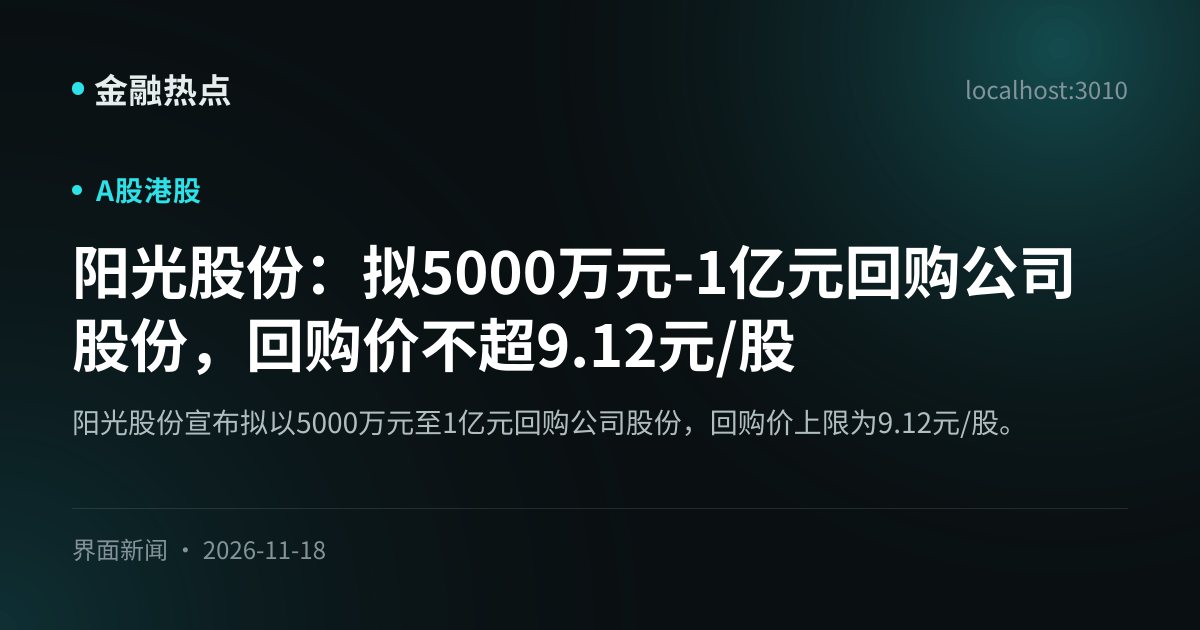 金融热点
localhost:3010
A股港股
阳光股份：拟5000万元-1亿元回购公司
股份，回购价不超9.12元/股
阳光股份宣布拟以5000万元至1亿元回购公司股份，回购价上限为9.12元/股。
界面新闻 · 2026-11-18